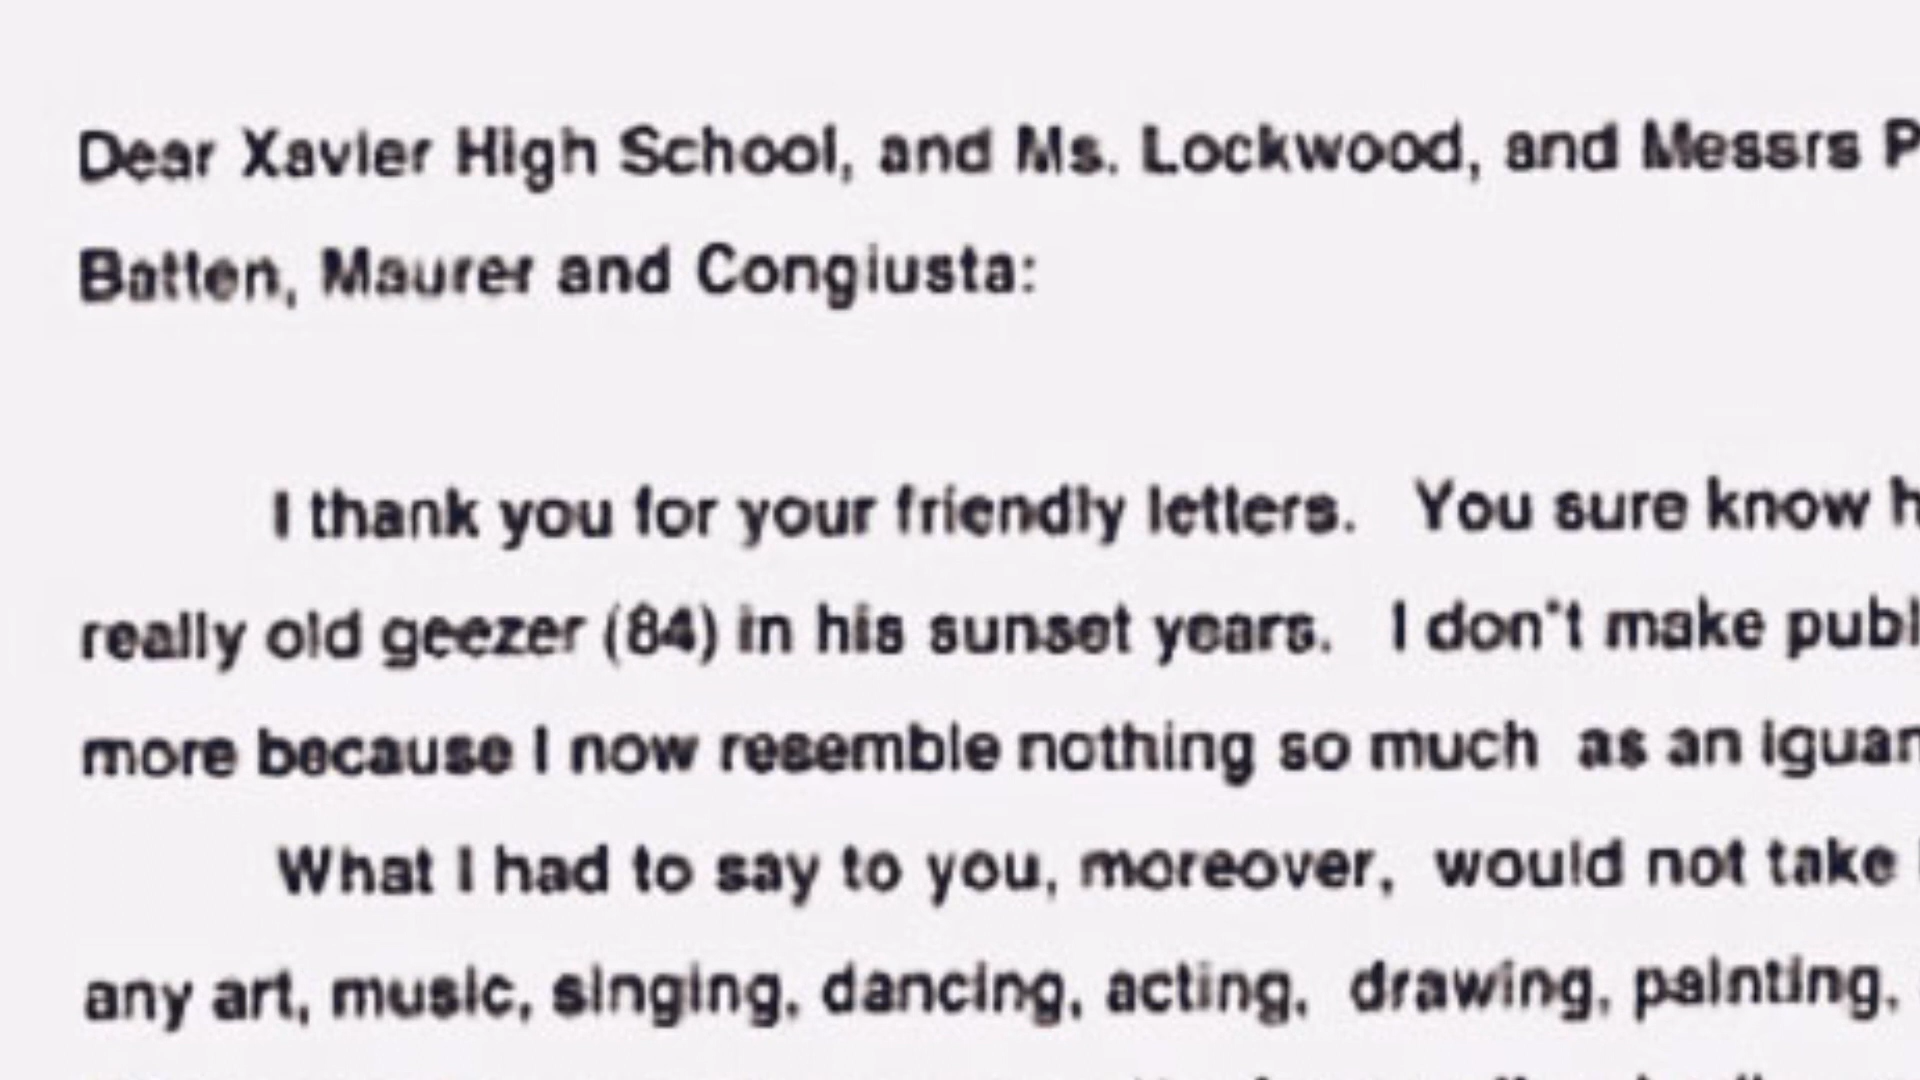 Dear Xavier High School, and Ms. Lockwood, and Messrs P
Batten, Maurer and Congiusta:
I thank you for your friendly letters. You sure know h
really old geezer (84) in his sunset years. I don't make publ
more because I now resemble nothing so much as an iguan
What I had to say to you, moreover, would not take
any art, music, singing, dancing, acting, drawing, painting,